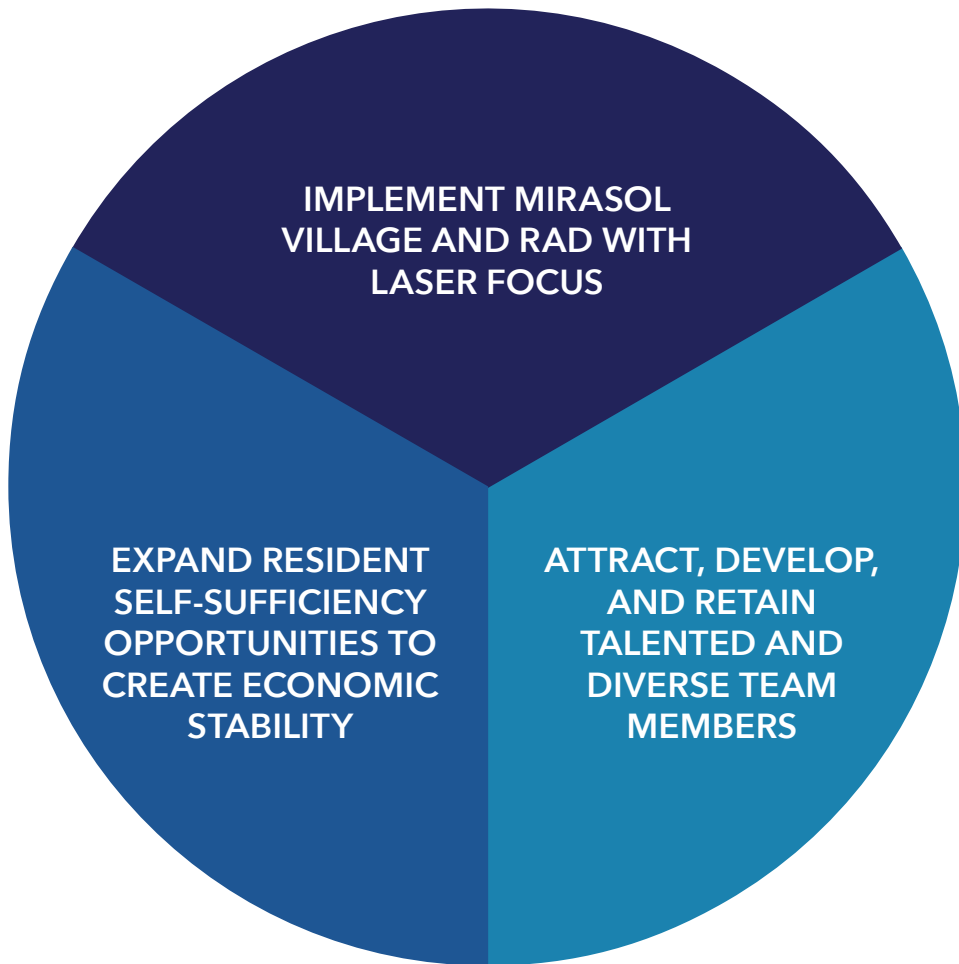 IMPLEMENT MIRASOL
VILLAGE AND RAD WITH
LASER FOCUS
EXPAND RESIDENT
SELF-SUFFICIENCY
OPPORTUNITIES TO
CREATE ECONOMIC
STABILITY
ATTRACT, DEVELOP,
AND RETAIN
TALENTED AND
DIVERSE TEAM
MEMBERS